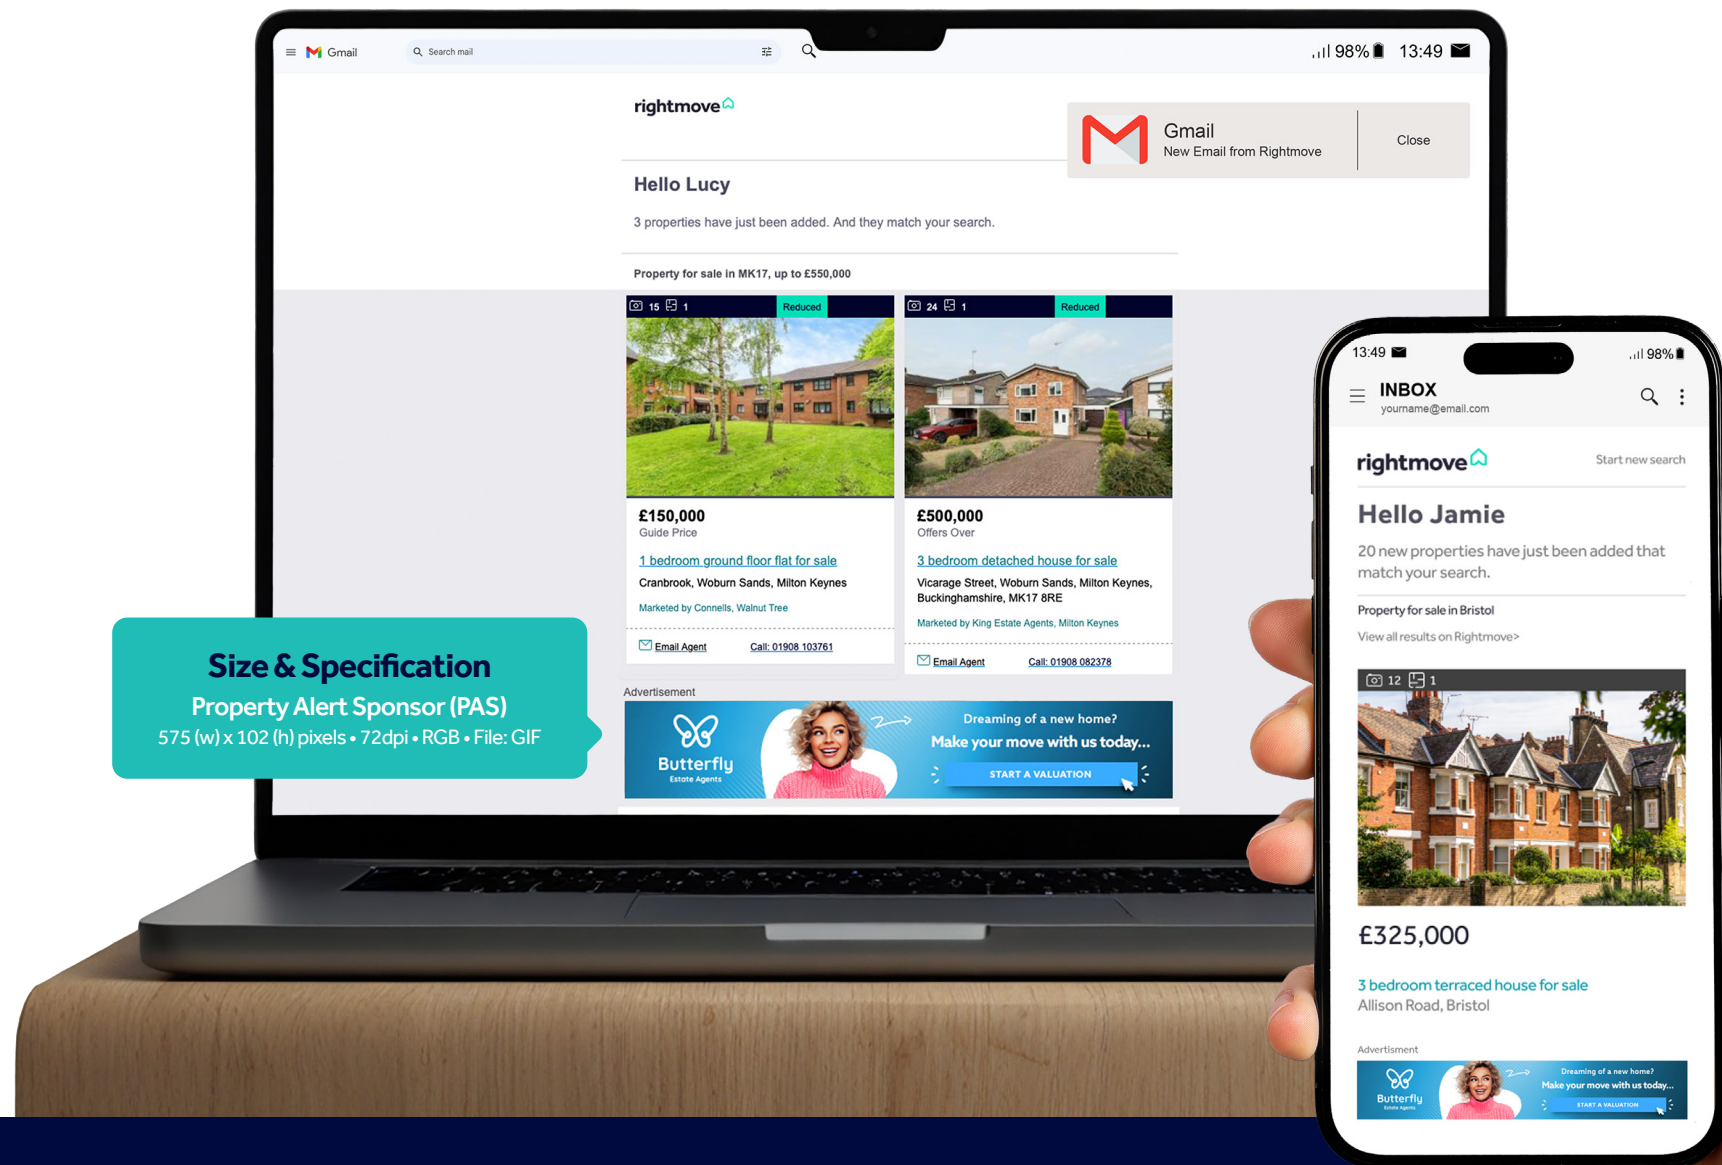 Gmail
Search mail
98%
13:49
rightmove
Gmail
New Email from Rightmove
Close
Hello Lucy
3 properties have just been added. And they match your search.
Property for sale in MK17, up to £550,000
15 1 Reduced
£150,000
Guide Price
1 bedroom ground floor flat for sale
Cranbrook, Woburn Sands, Milton Keynes
Marketed by Connells, Walnut Tree
Email Agent Call: 01908 103761
24 1 Reduced
£500,000
Offers Over
3 bedroom detached house for sale
Vicarage Street, Woburn Sands, Milton Keynes,
Buckinghamshire, MK17 8RE
Marketed by King Estate Agents, Milton Keynes
Email Agent Call: 01908 082378
Advertisement
Butterfly
Estate Agents
Dreaming of a new home?
Make your move with us today...
START A VALUATION
Size & Specification
Property Alert Sponsor (PAS)
575 (w) x 102 (h) pixels • 72dpi • RGB • File: GIF
13:49
98%
INBOX
yourname@email.com
rightmove
Start new search
Hello Jamie
20 new properties have just been added that
match your search.
Property for sale in Bristol
View all results on Rightmove>
12 1
£325,000
3 bedroom terraced house for sale
Allison Road, Bristol
Advertisment
Butterfly
Estate Agents
Dreaming of a new home?
Make your move with us today...
START A VALUATION